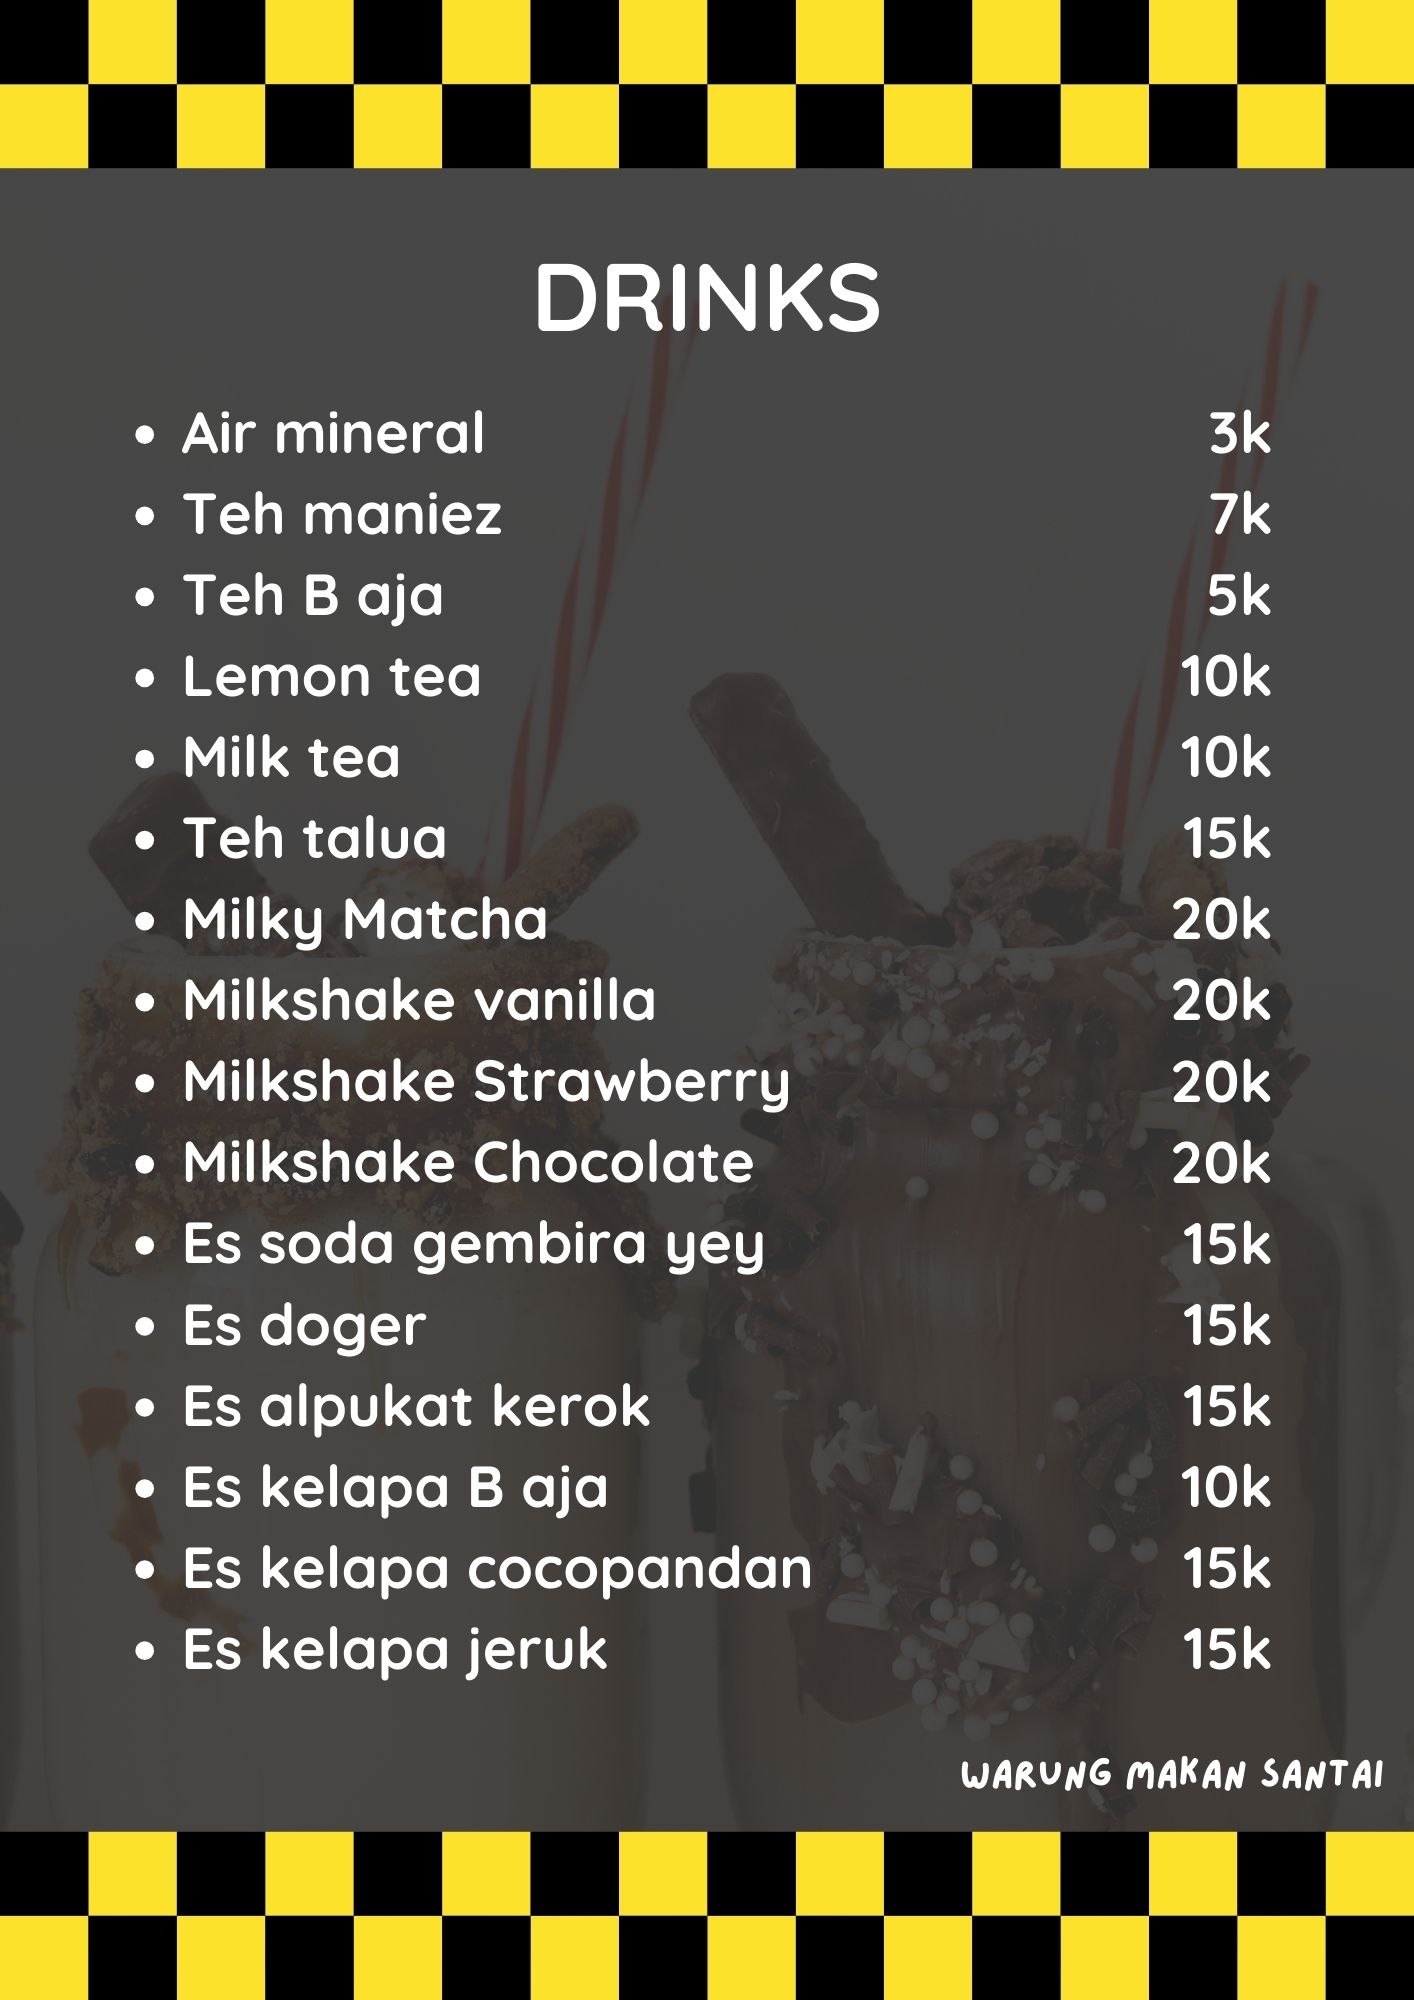 DRINKS
Air mineral 3k
Teh maniez 7k
Teh B aja 5k
Lemon tea 10k
Milk tea 10k
Teh talua 15k
Milky Matcha 20k
Milkshake vanilla 20k
Milkshake Strawberry 20k
Milkshake Chocolate 20k
Es soda gembira yey 15k
Es doger 15k
Es alpukat kerok 15k
Es kelapa B aja 10k
Es kelapa cocopandan 15k
Es kelapa jeruk 15k
WARUNG MAKAN SANTAI